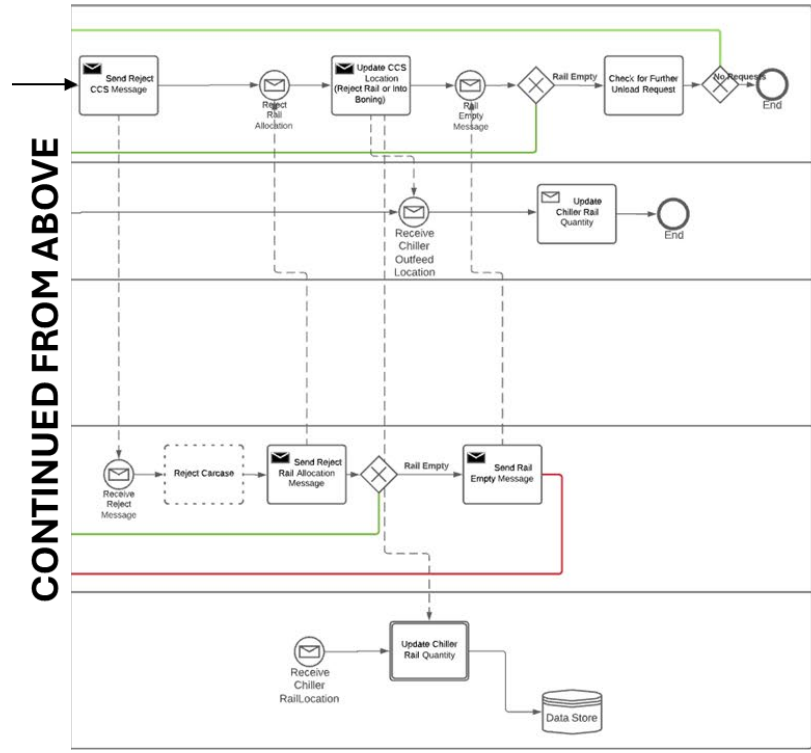 CONTINUED FROM ABOVE
Send Reject
CCS Message
Reject
Rail
Allocation
Update CCS
Location
(Reject Rail or Into
Boning)
Rail
Empty
Message
Rail Empty
Check for Further
Unload Request
No Requests
End
Receive
Chiller
Outfeed
Location
Update
Chiller Rail
Quantity
End
Receive
Reject
Message
Reject Carcase
Send Reject
Rail Allocation
Message
Rail Empty
Send Rail
Empty Message
Receive
Chiller
RailLocation
Update Chiller
Rail Quantity
Data Store